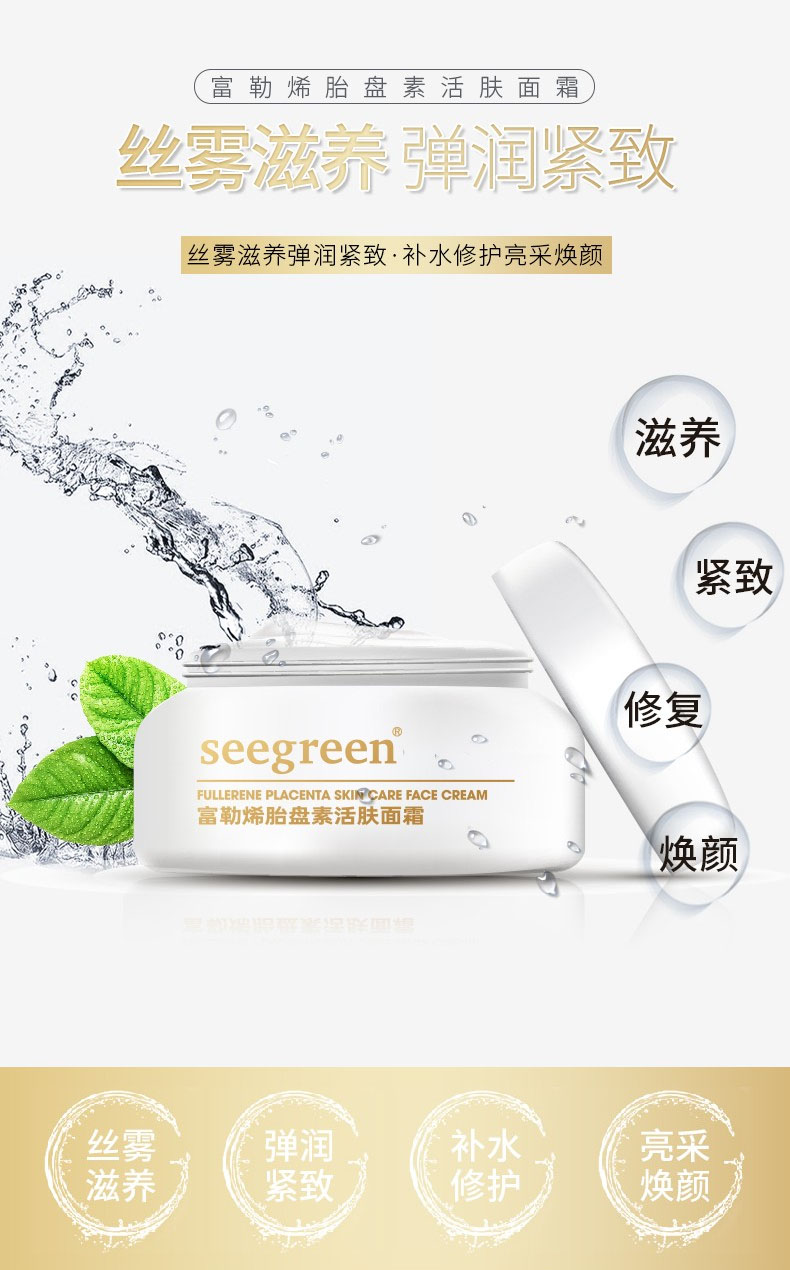 富勒烯胎盘素活肤面霜
丝雾滋养 弹润紧致
丝雾滋养弹润紧致·补水修护亮采焕颜
滋养
紧致
修复
焕颜
seegreen®
FULLERENE PLACENTA SKIN CARE FACE CREAM
富勒烯胎盘素活肤面霜
丝雾
滋养
弹润
紧致
补水
修护
亮采
焕颜